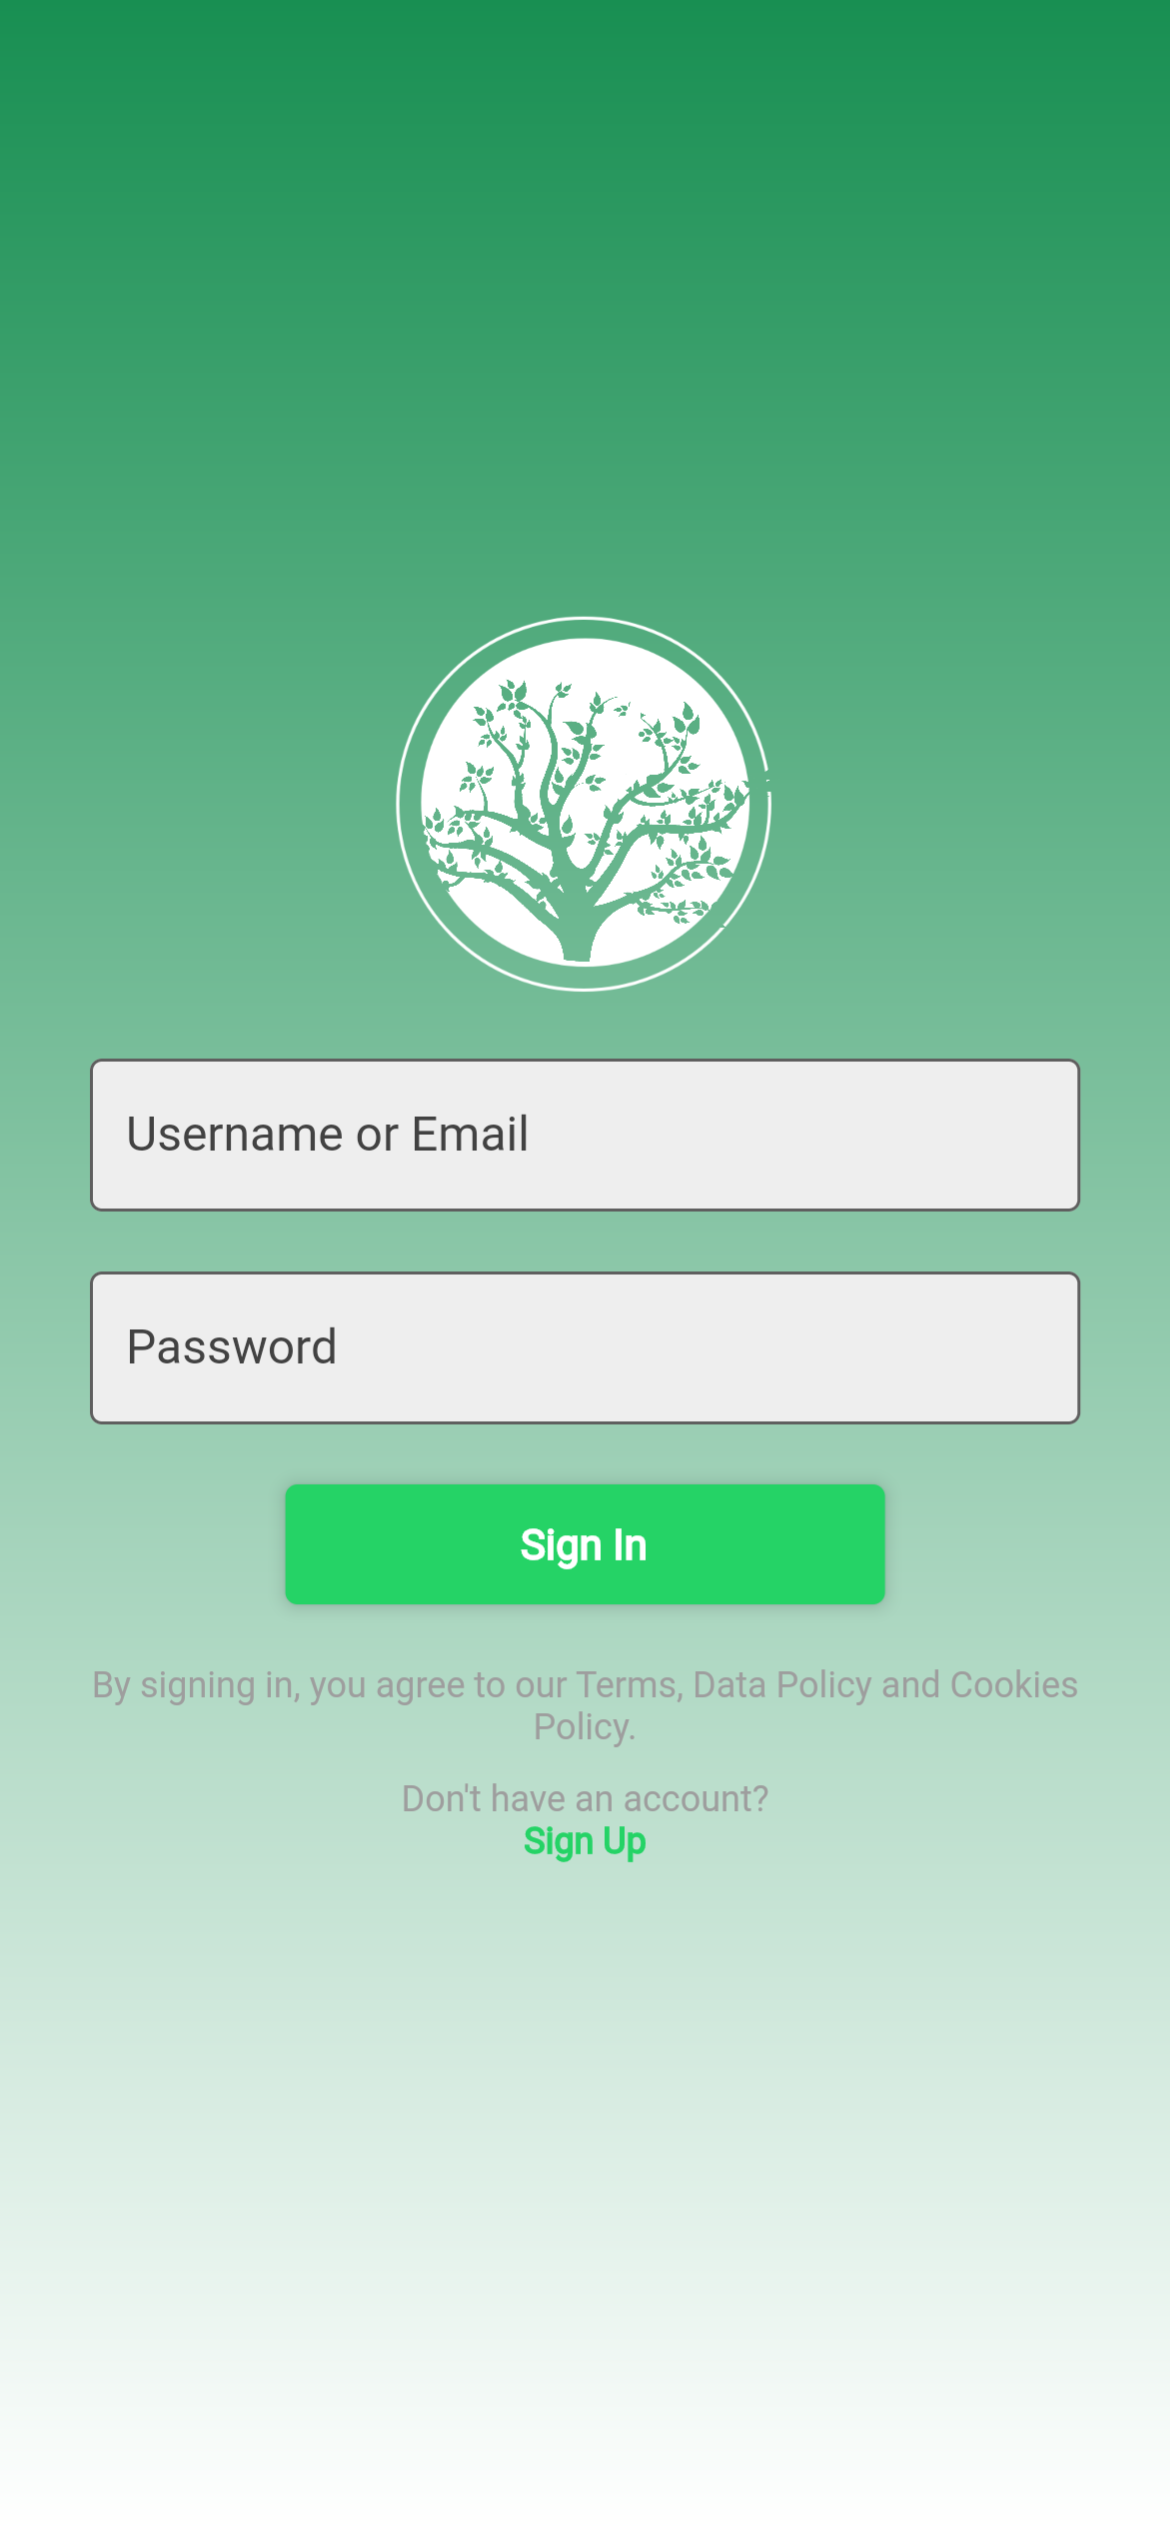 Username or Email
Password
Sign In
By signing in, you agree to our Terms, Data Policy and Cookies
Policy.
Don't have an account?
Sign Up